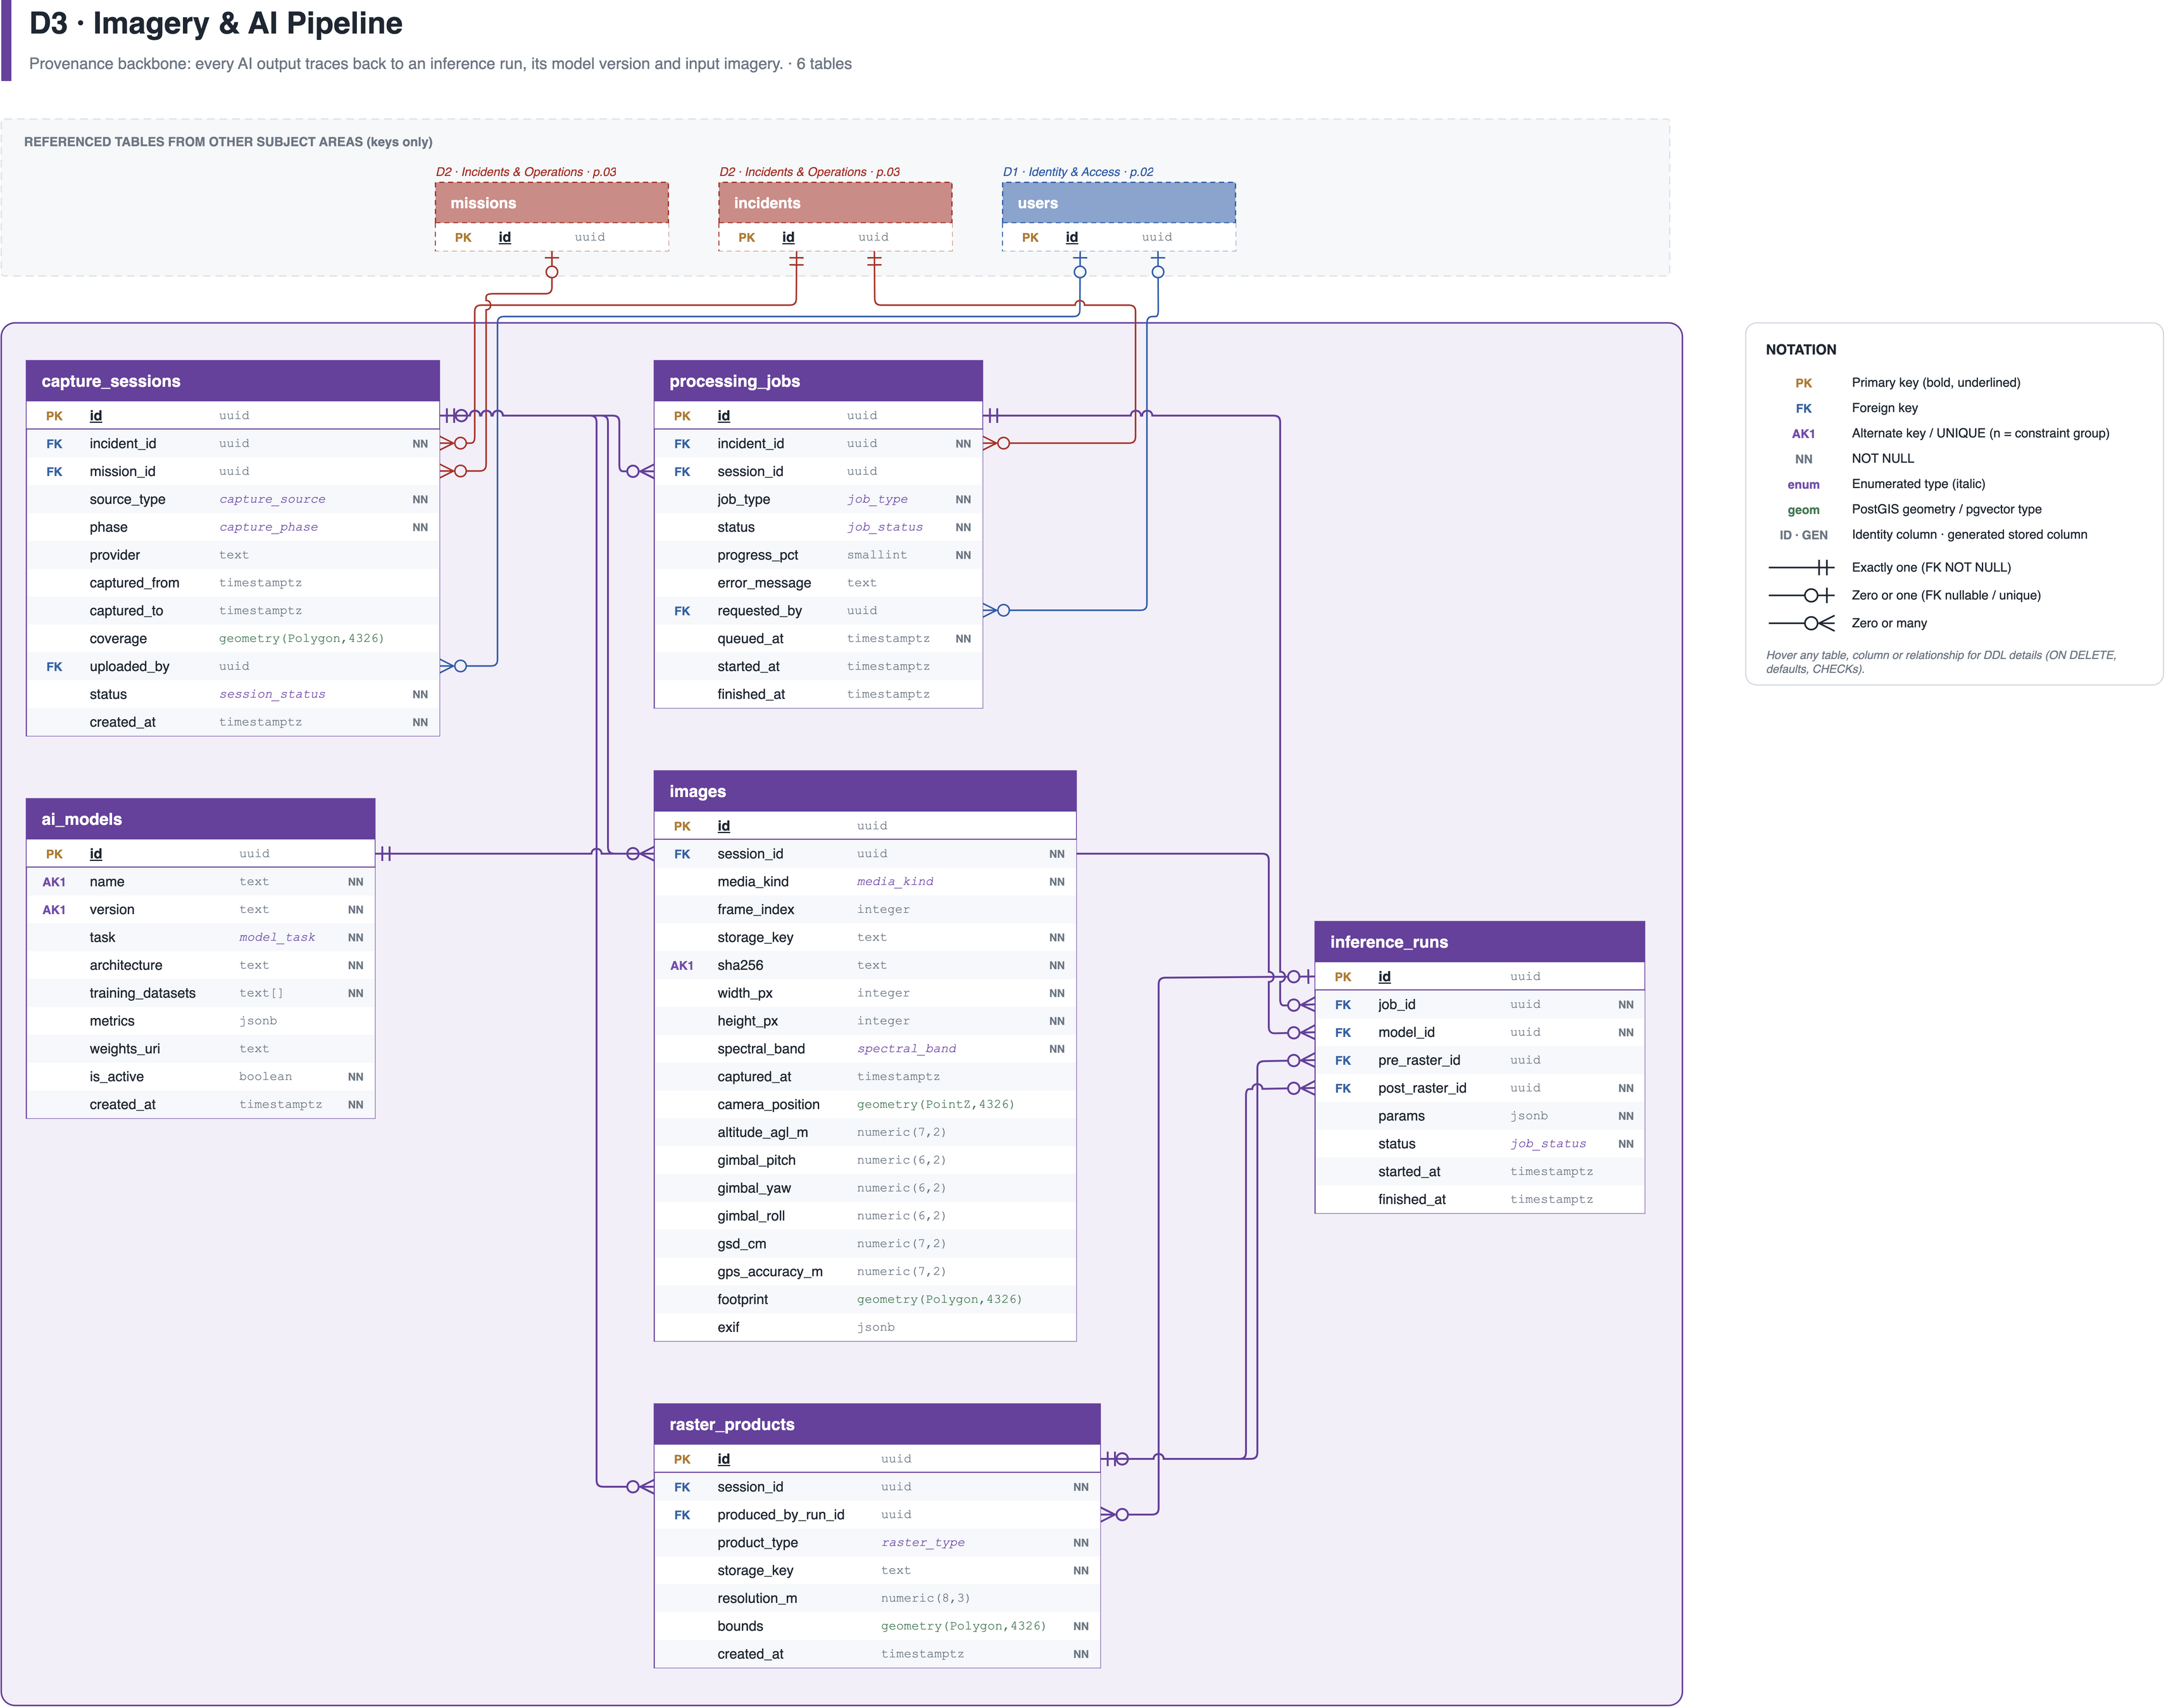 D3 · Imagery & AI Pipeline
Provenance backbone: every AI output traces back to an inference run, its model version and input imagery. · 6 tables
REFERENCED TABLES FROM OTHER SUBJECT AREAS (keys only)
D2 · Incidents & Operations · p.03
missions
PK id uuid
D2 · Incidents & Operations · p.03
incidents
PK id uuid
D1 · Identity & Access · p.02
users
PK id uuid
capture_sessions
PK id uuid
FK incident_id uuid NN
FK mission_id uuid
source_type capture_source NN
phase capture_phase NN
provider text
captured_from timestamptz
captured_to timestamptz
coverage geometry(Polygon,4326)
FK uploaded_by uuid
status session_status NN
created_at timestamptz NN
processing_jobs
PK id uuid
FK incident_id uuid NN
FK session_id uuid
job_type job_type NN
status job_status NN
progress_pct smallint NN
error_message text
FK requested_by uuid
queued_at timestamptz NN
started_at timestamptz
finished_at timestamptz
NOTATION
PK Primary key (bold, underlined)
FK Foreign key
AK1 Alternate key / UNIQUE (n = constraint group)
NN NOT NULL
enum Enumerated type (italic)
geom PostGIS geometry / pgvector type
ID · GEN Identity column · generated stored column
Exactly one (FK NOT NULL)
Zero or one (FK nullable / unique)
Zero or many
Hover any table, column or relationship for DDL details (ON DELETE,
defaults, CHECKs).
ai_models
PK id uuid
AK1 name text NN
AK1 version text NN
task model_task NN
architecture text NN
training_datasets text[] NN
metrics jsonb
weights_uri text
is_active boolean NN
created_at timestamptz NN
images
PK id uuid
FK session_id uuid NN
media_kind media_kind NN
frame_index integer
storage_key text NN
AK1 sha256 text NN
width_px integer NN
height_px integer NN
spectral_band spectral_band NN
captured_at timestamptz
camera_position geometry(PointZ,4326)
altitude_agl_m numeric(7,2)
gimbal_pitch numeric(6,2)
gimbal_yaw numeric(6,2)
gimbal_roll numeric(6,2)
gsd_cm numeric(7,2)
gps_accuracy_m numeric(7,2)
footprint geometry(Polygon,4326)
exif jsonb
inference_runs
PK id uuid
FK job_id uuid NN
FK model_id uuid NN
FK pre_raster_id uuid
FK post_raster_id uuid NN
params jsonb NN
status job_status NN
started_at timestamptz
finished_at timestamptz
raster_products
PK id uuid
FK session_id uuid NN
FK produced_by_run_id uuid
product_type raster_type NN
storage_key text NN
resolution_m numeric(8,3)
bounds geometry(Polygon,4326) NN
created_at timestamptz NN